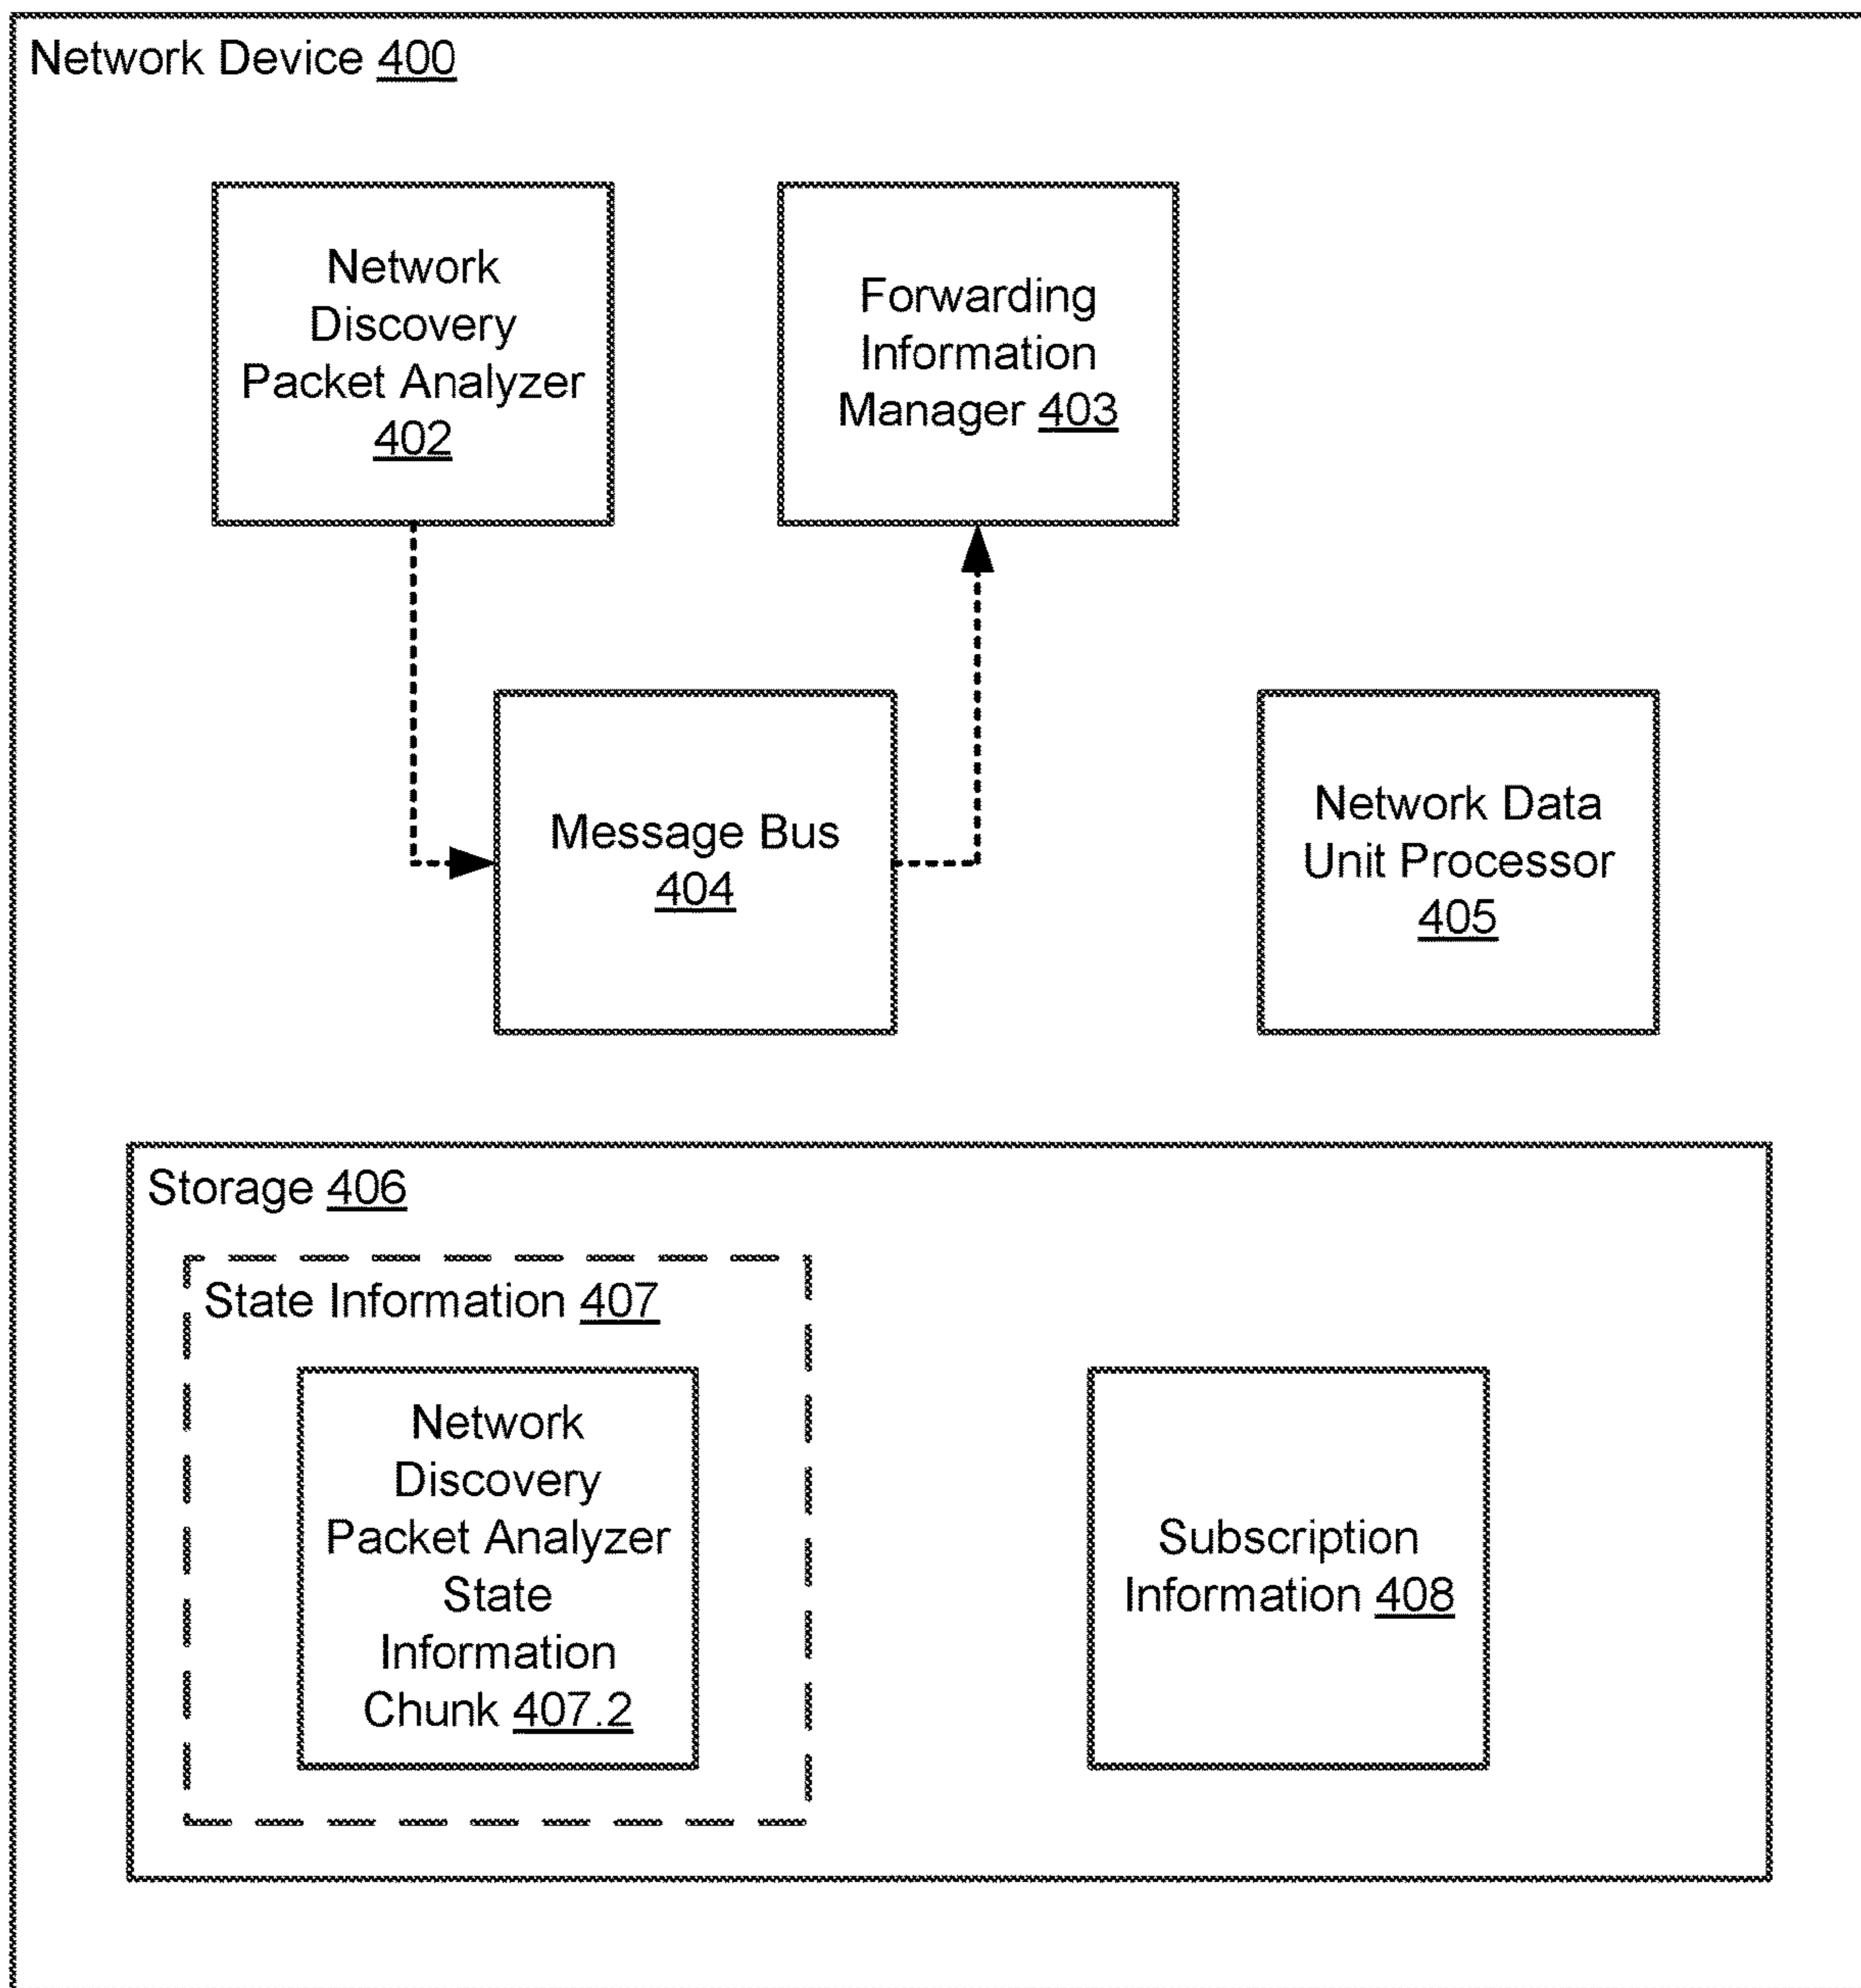 Network Device 400
Network
Discovery
Packet Analyzer
402
Forwarding
Information
Manager 403
Message Bus
404
Network Data
Unit Processor
405
Storage 406
State Information 407
Network
Discovery
Packet Analyzer
State
Information
Chunk 407.2
Subscription
Information 408